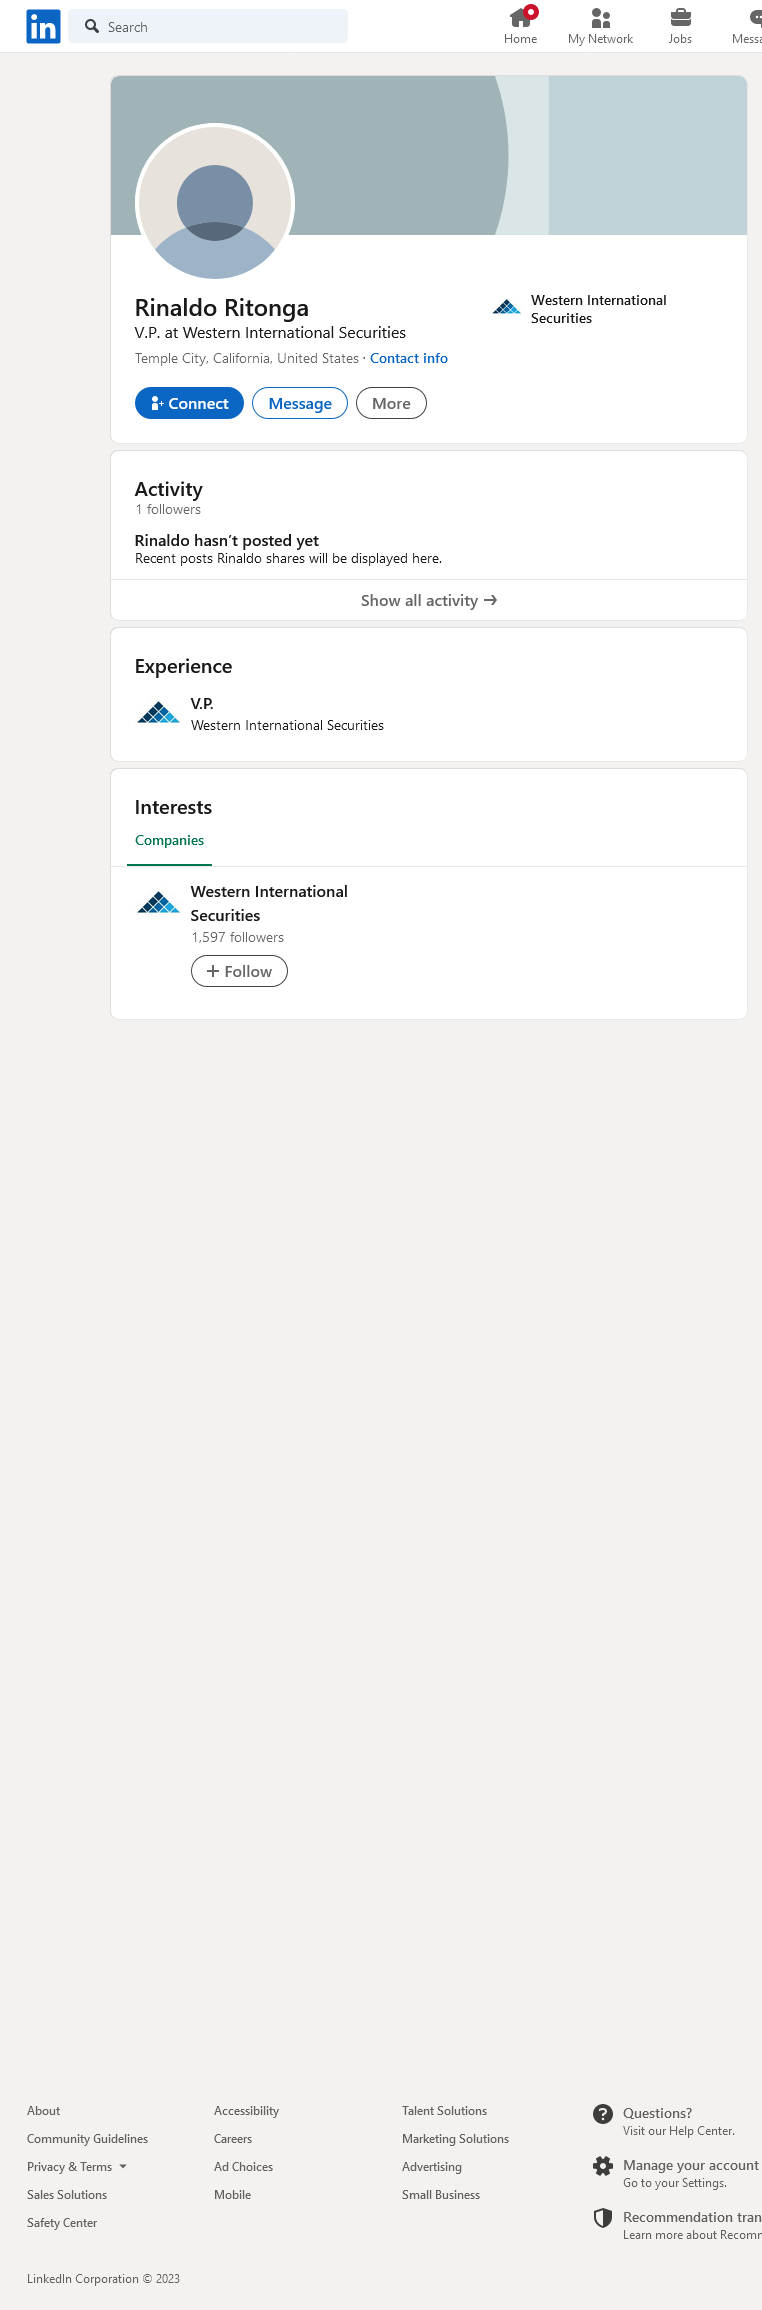 in
Search
Home
My Network
Jobs
Rinaldo Ritonga
V.P. at Western International Securities
Temple City, California, United States · Contact info
Western International
Securities
Connect
Message
More
Activity
1 followers
Rinaldo hasn't posted yet
Recent posts Rinaldo shares will be displayed here.
Show all activity →
Experience
V.P.
Western International Securities
Interests
Companies
Western International
Securities
1,597 followers
+ Follow
About
Accessibility
Talent Solutions
Community Guidelines
Careers
Marketing Solutions
Privacy & Terms
Ad Choices
Advertising
Sales Solutions
Mobile
Small Business
Safety Center
Questions?
Visit our Help Center.
Manage your account
Go to your Settings.
Recommendation
Learn more about
LinkedIn Corporation © 2023